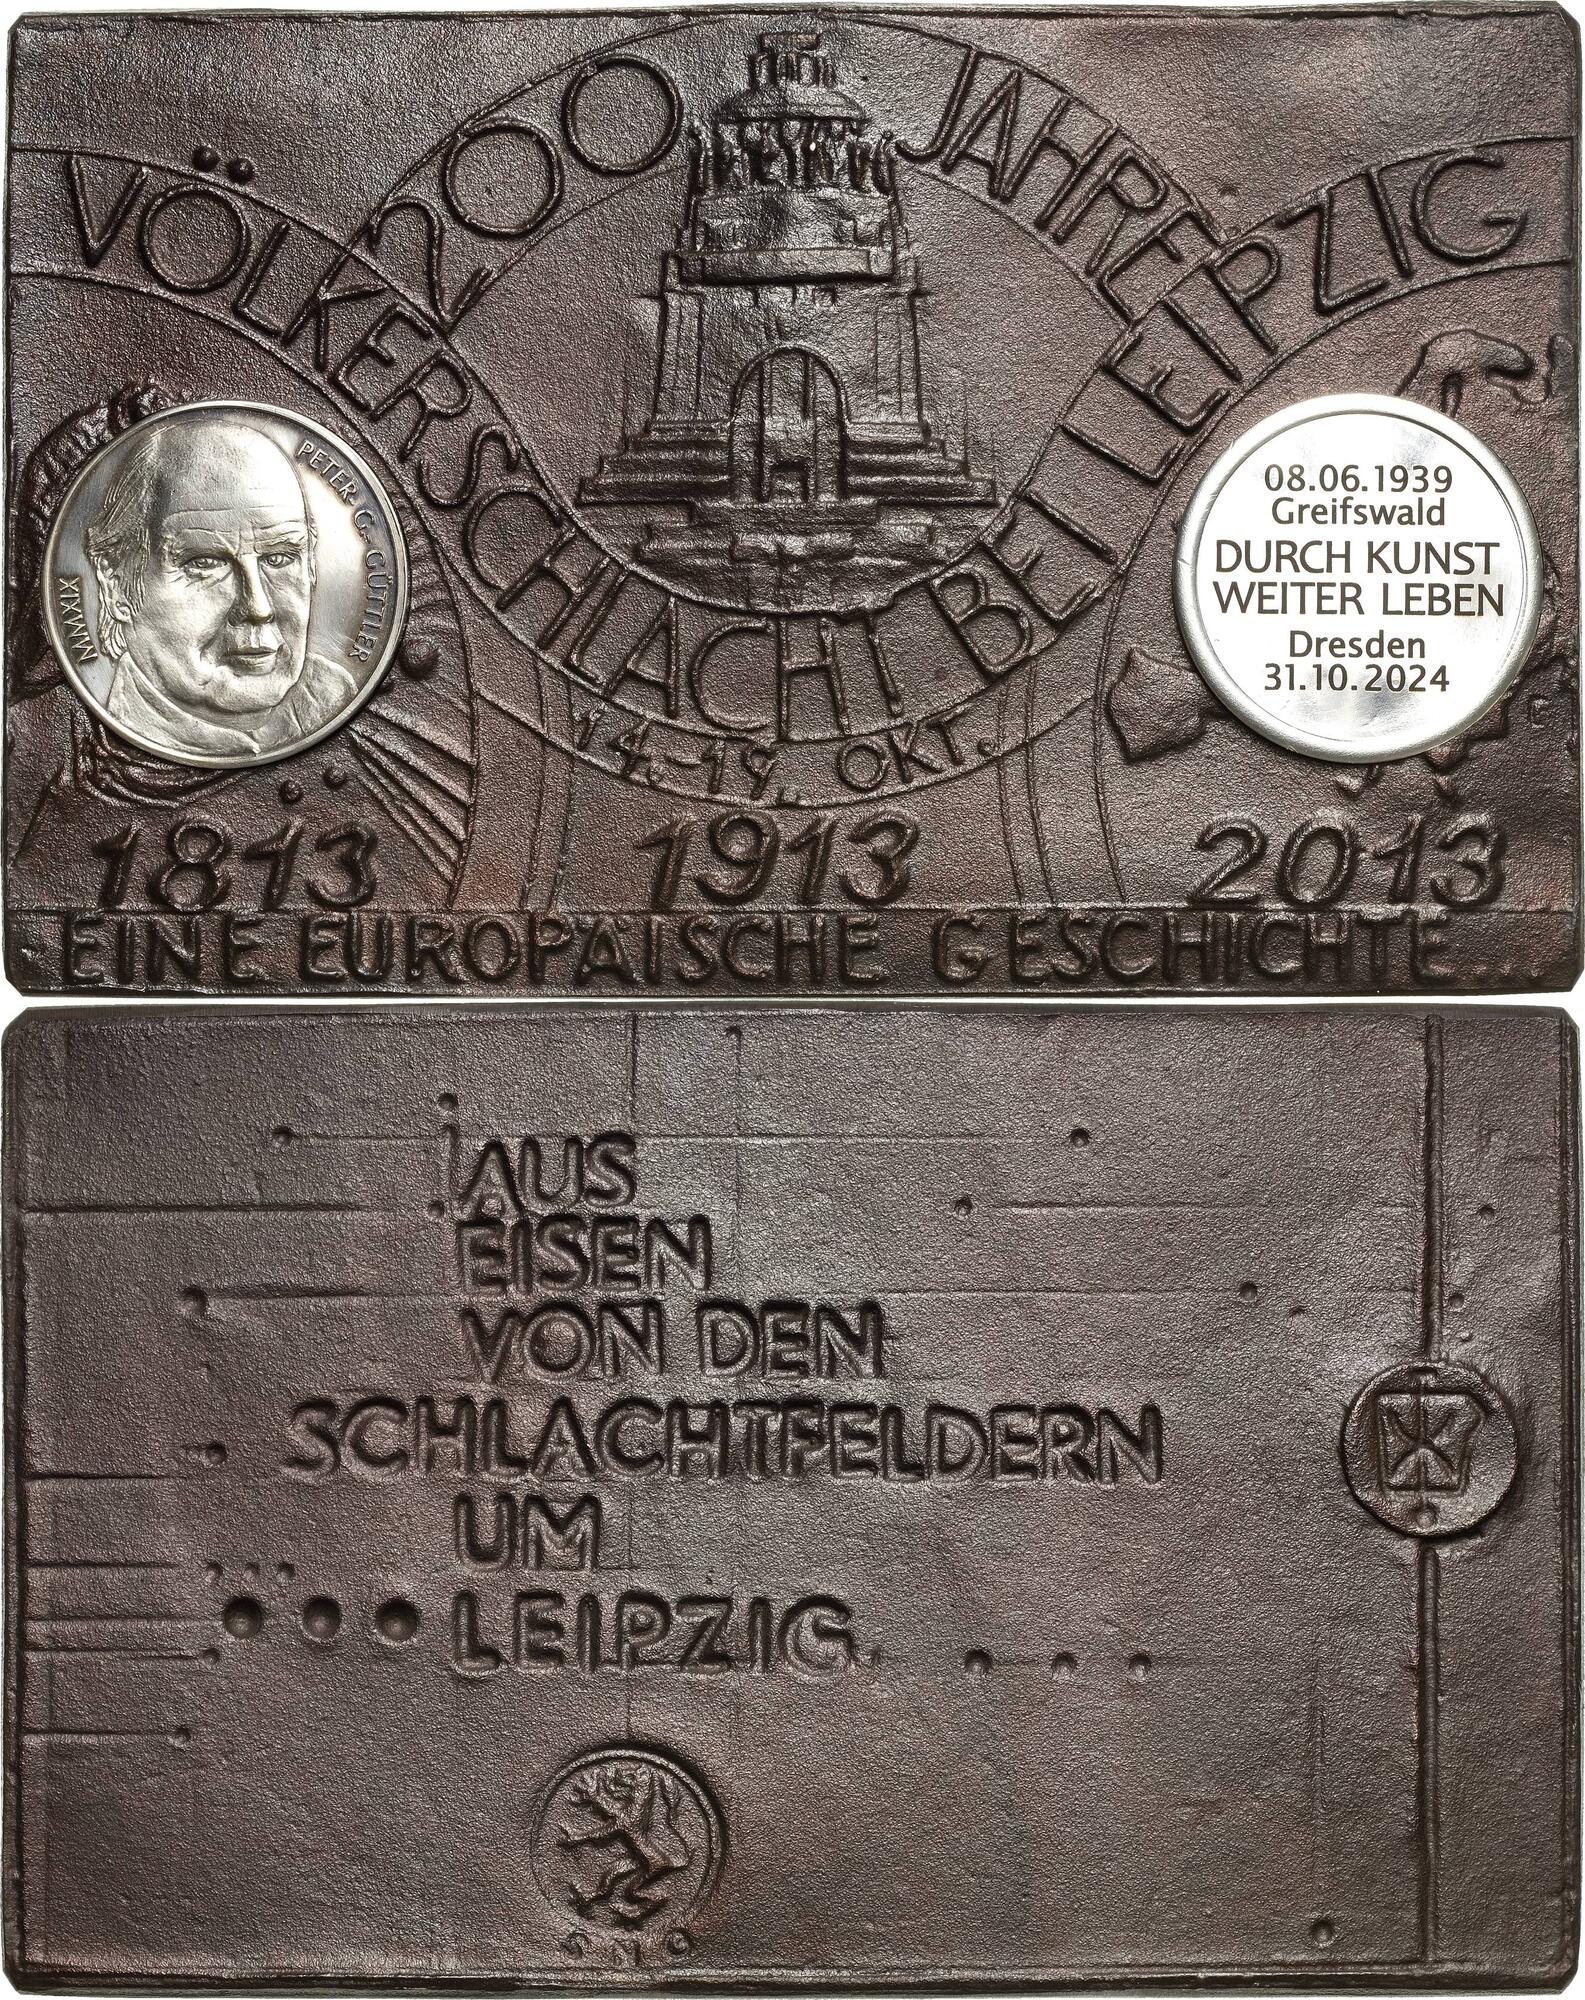 200 JAHRE
VÖLKERSCHLACHT BEI LEIPZIG
14.-19. OKT.
PETER-G.GÜTTLER
MMXIX
08.06.1939
Greifswald
DURCH KUNST
WEITER LEBEN
Dresden
31.10.2024
1813 1913 2013
EINE EUROPÄISCHE GESCHICHTE...
AUS
EISEN
VON DEN
SCHLACHTFELDERN
UM
...LEIPZIG. ...